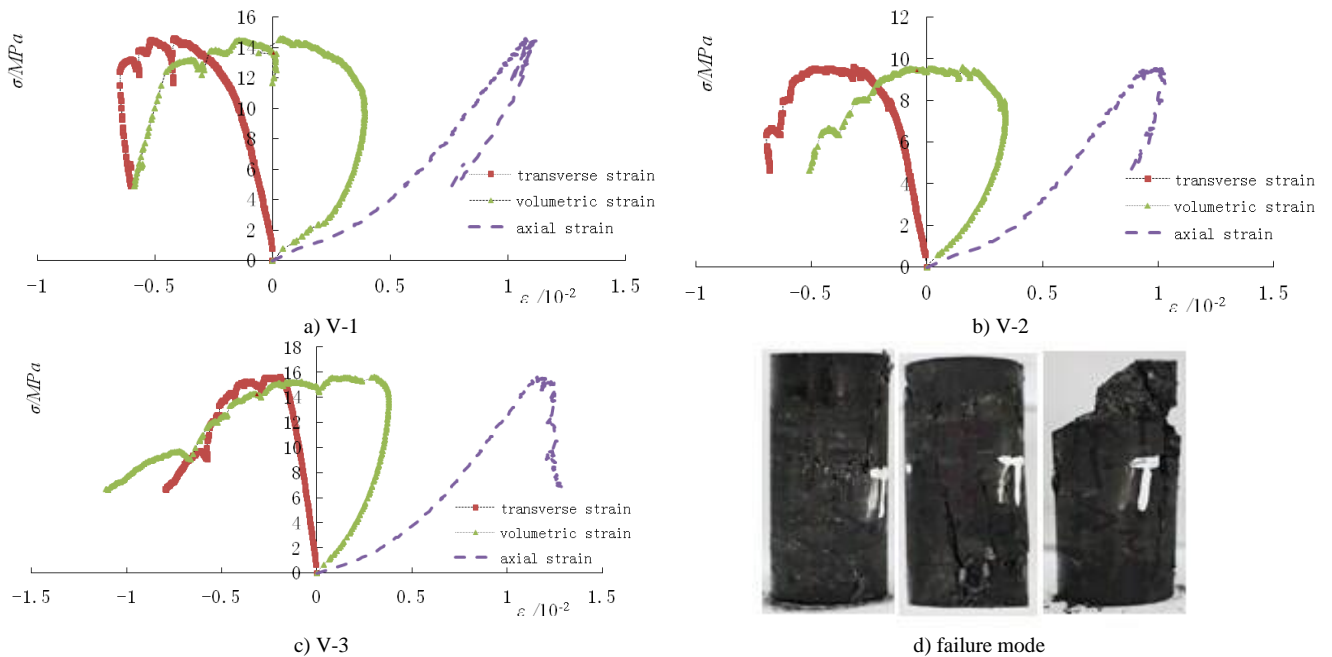 σ/MPa
16
14
12
10
8
6
4
2
0
-1
-0.5
0
0.5
1
1.5
ε /10-2
transverse strain
volumetric strain
axial strain
a) V-1
σ/MPa
12
10
8
6
4
2
0
-1
-0.5
0
0.5
1
1.5
ε /10-2
transverse strain
volumetric strain
axial strain
b) V-2
σ/MPa
18
16
14
12
10
8
6
4
2
0
-1.5
-1
-0.5
0
0.5
1
1.5
ε /10-2
transverse strain
volumetric strain
axial strain
c) V-3
d) failure mode